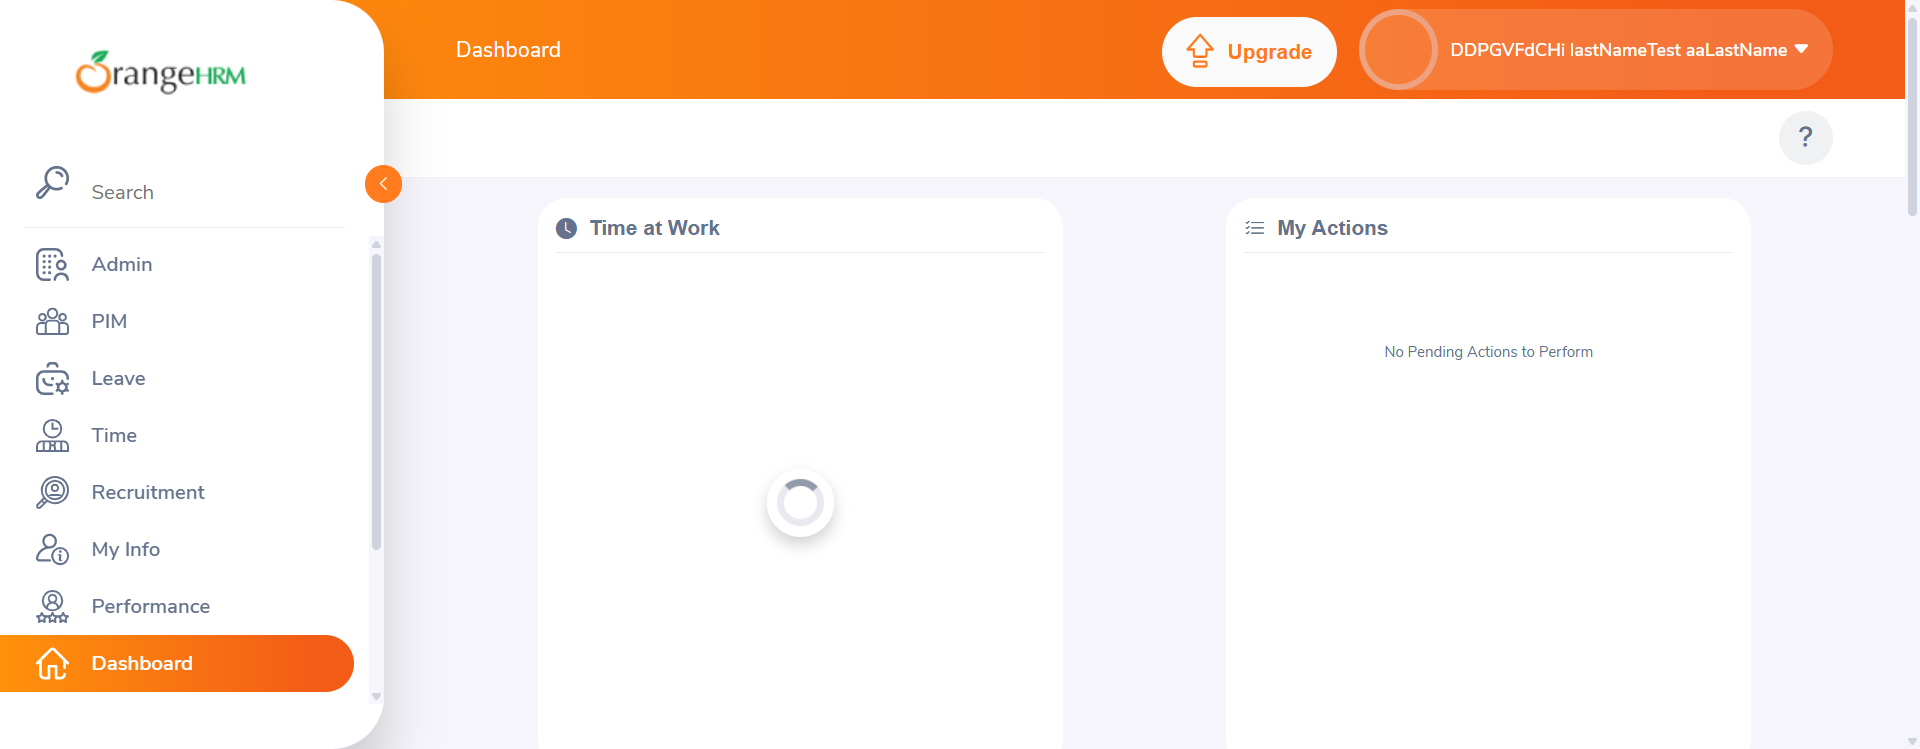 OrangeHRM
Search
Admin
PIM
Leave
Time
Recruitment
My Info
Performance
Dashboard
Dashboard
Upgrade
DDPGVFdCHi lastNameTest aaLastName
?
Time at Work
My Actions
No Pending Actions to Perform